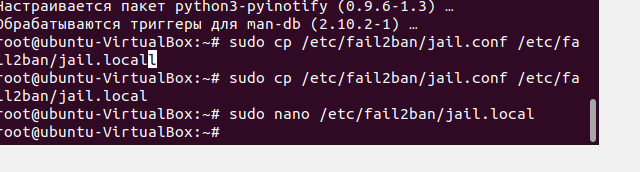 Настраивается пакет python3-pyinotify (0.9.6-1.3) …
Обрабатываются триггеры для man-db (2.10.2-1) …
root@ubuntu-VirtualBox:~# sudo cp /etc/fail2ban/jail.conf /etc/fa
il2ban/jail.locall
root@ubuntu-VirtualBox:~# sudo cp /etc/fail2ban/jail.conf /etc/fa
il2ban/jail.local
root@ubuntu-VirtualBox:~# sudo nano /etc/fail2ban/jail.local
root@ubuntu-VirtualBox:~#